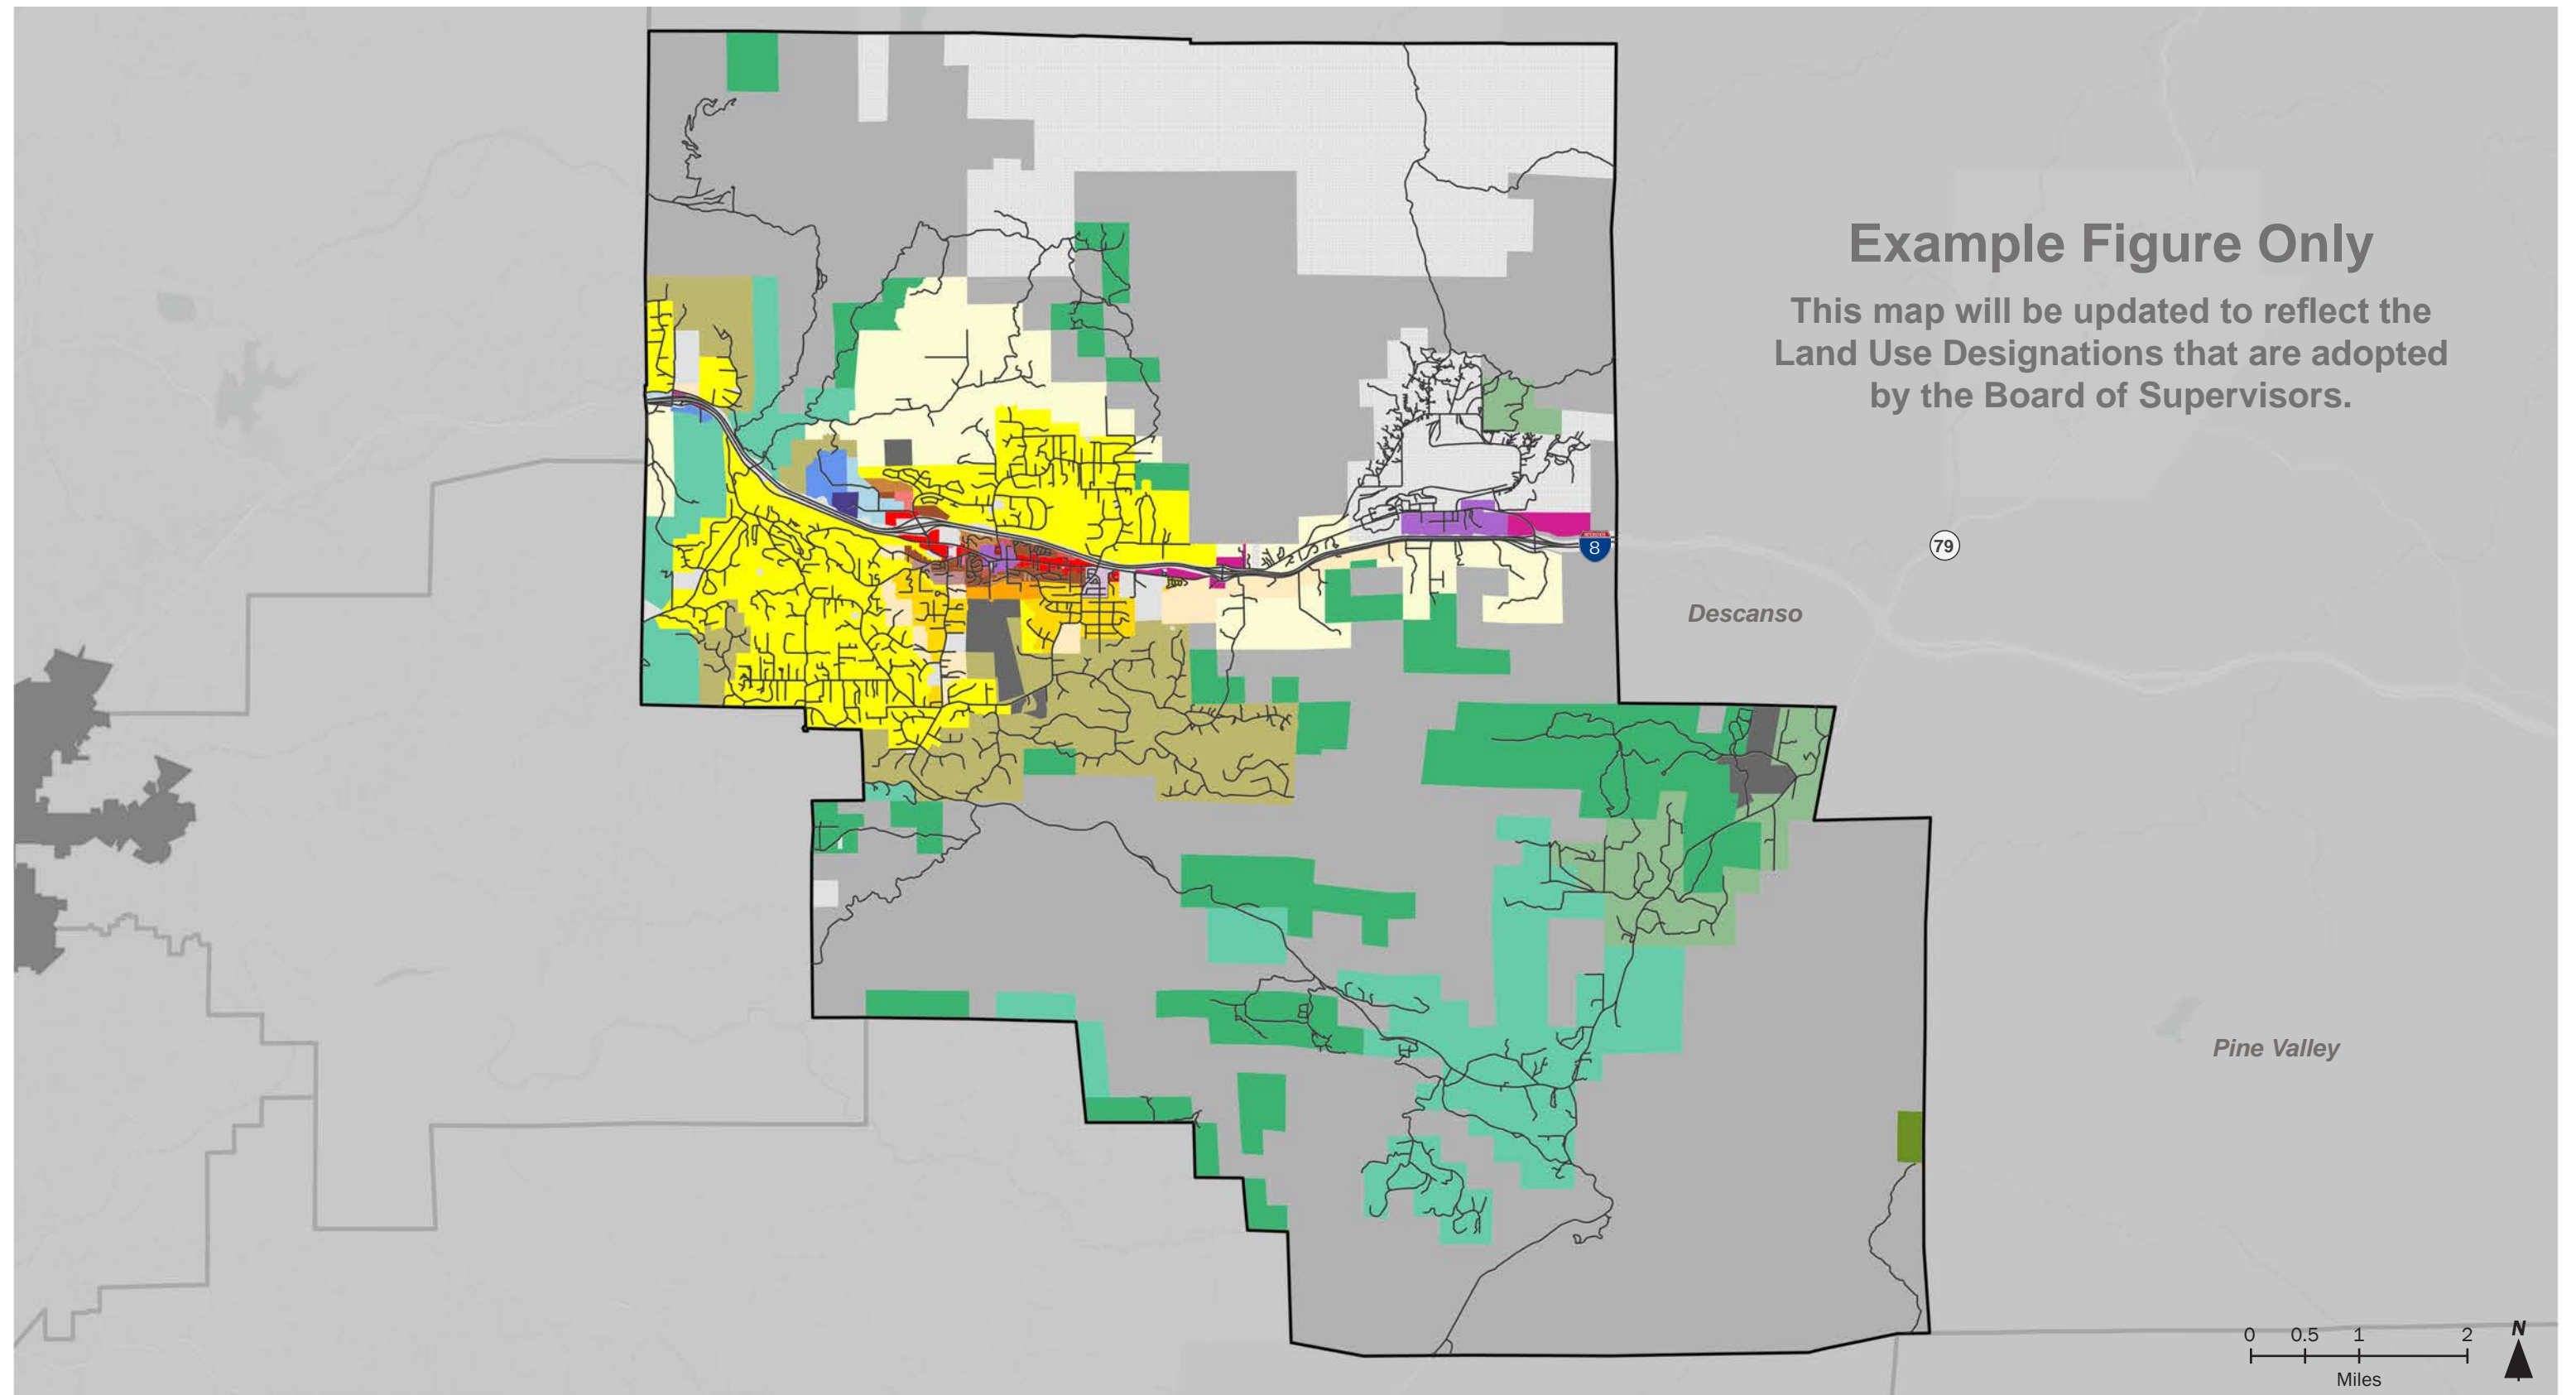 Example Figure Only
This map will be updated to reflect the
Land Use Designations that are adopted
by the Board of Supervisors.
79
8
Descanso
Pine Valley
0 0.5 1 2
Miles
N